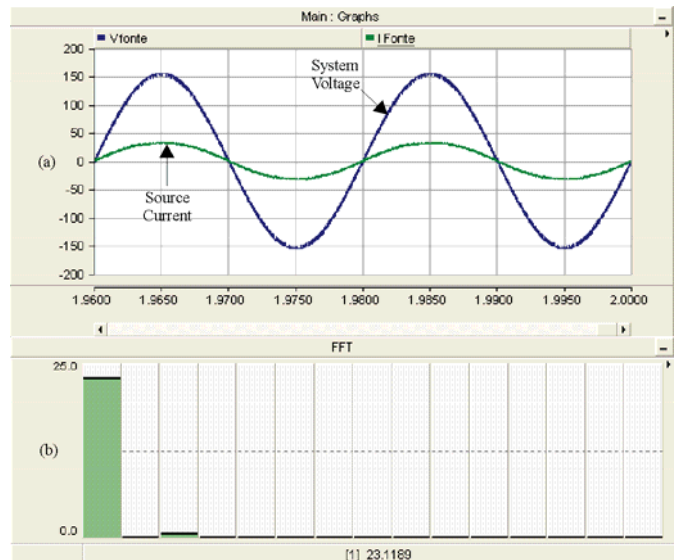 Main : Graphs
Vfonte
I Fonte
200
150
100
50
0
-50
-100
-150
-200
System
Voltage
(a)
Source
Current
1.9600 1.9650 1.9700 1.9750 1.9800 1.9850 1.9900 1.9950 2.0000
FFT
25.0
(b)
0.0
[1] 23.1189